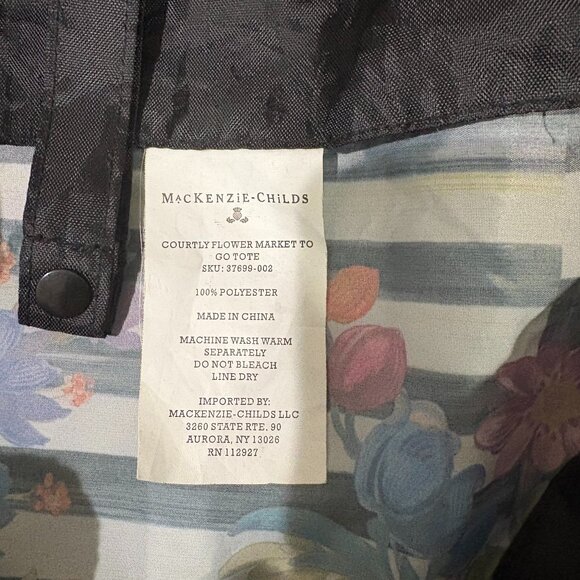 MACKENZIE-CHILDS
COURTLY FLOWER MARKET TO
GO TOTE
SKU: 37699-002
100% POLYESTER
MADE IN CHINA
MACHINE WASH WARM
SEPARATELY
DO NOT BLEACH
LINE DRY
IMPORTED BY:
MACKENZIE-CHILDS LLC
3260 STATE RTE. 90
AURORA, NY 13026
RN 112927